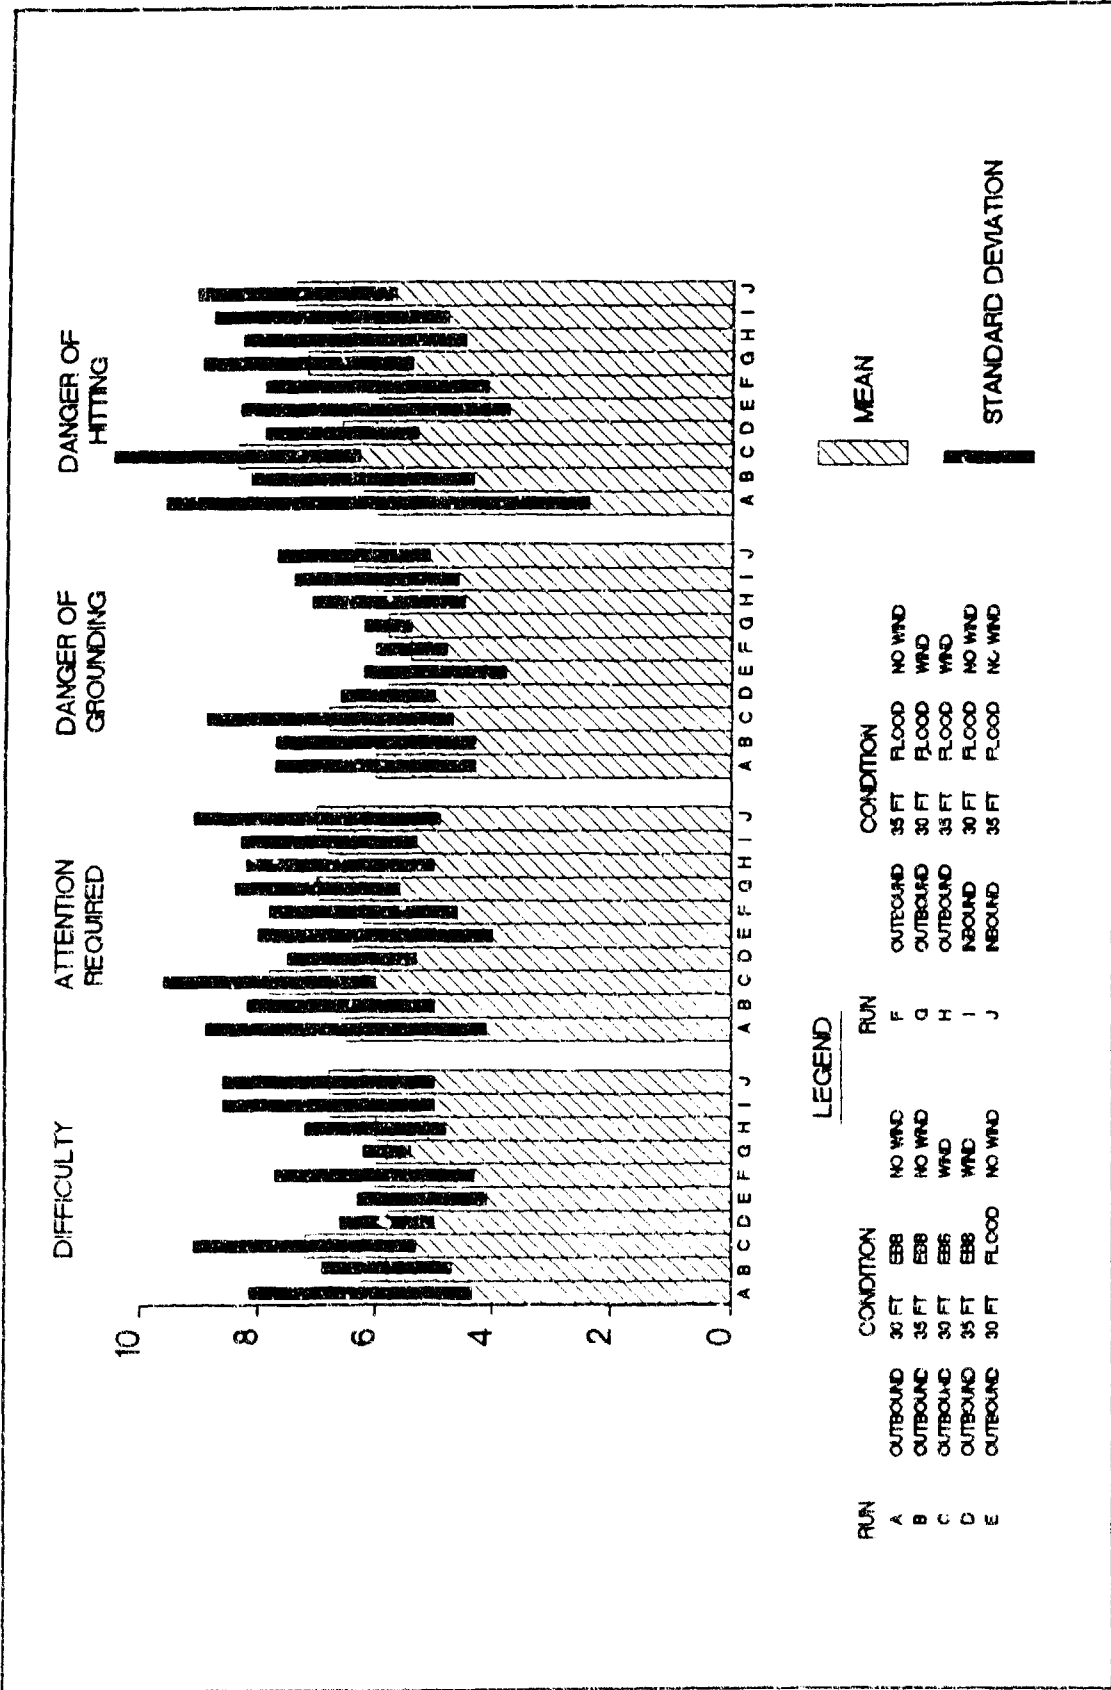 DIFFICULTY
ATTENTION
REQUIRED
DANGER OF
GROUNDING
DANGER OF
HITTING
10
8
6
4
2
0
A B C D E F G H I J
A B C D E F G H I J
A B C D E F G H I J
A B C D E F G H I J
LEGEND
MEAN
STANDARD DEVIATION
RUN CONDITION
A OUTBOUND 30 FT EBB NO WIND
B OUTBOUND 35 FT EBB NO WIND
C OUTBOUND 30 FT EBB WIND
D OUTBOUND 35 FT EBB WIND
E OUTBOUND 30 FT FLOOD NO WIND
RUN CONDITION
F OUTBOUND 35 FT FLOOD NO WIND
G OUTBOUND 30 FT FLOOD WIND
H OUTBOUND 35 FT FLOOD WIND
I INBOUND 30 FT FLOOD NO WIND
J INBOUND 35 FT FLOOD NO WIND